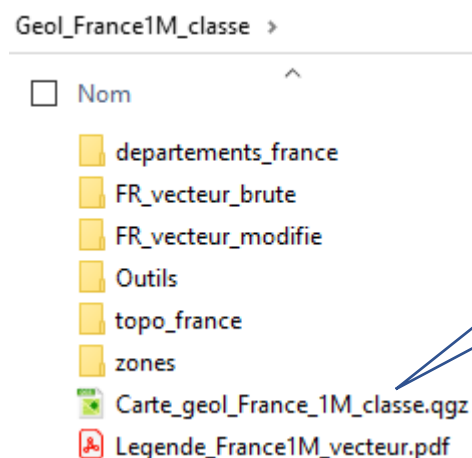 Geol_France1M_classe >
Nom
departements_france
FR_vecteur_brute
FR_vecteur_modifie
Outils
topo_france
zones
Carte_geol_France_1M_classe.qgz
Legende_France1M_vecteur.pdf